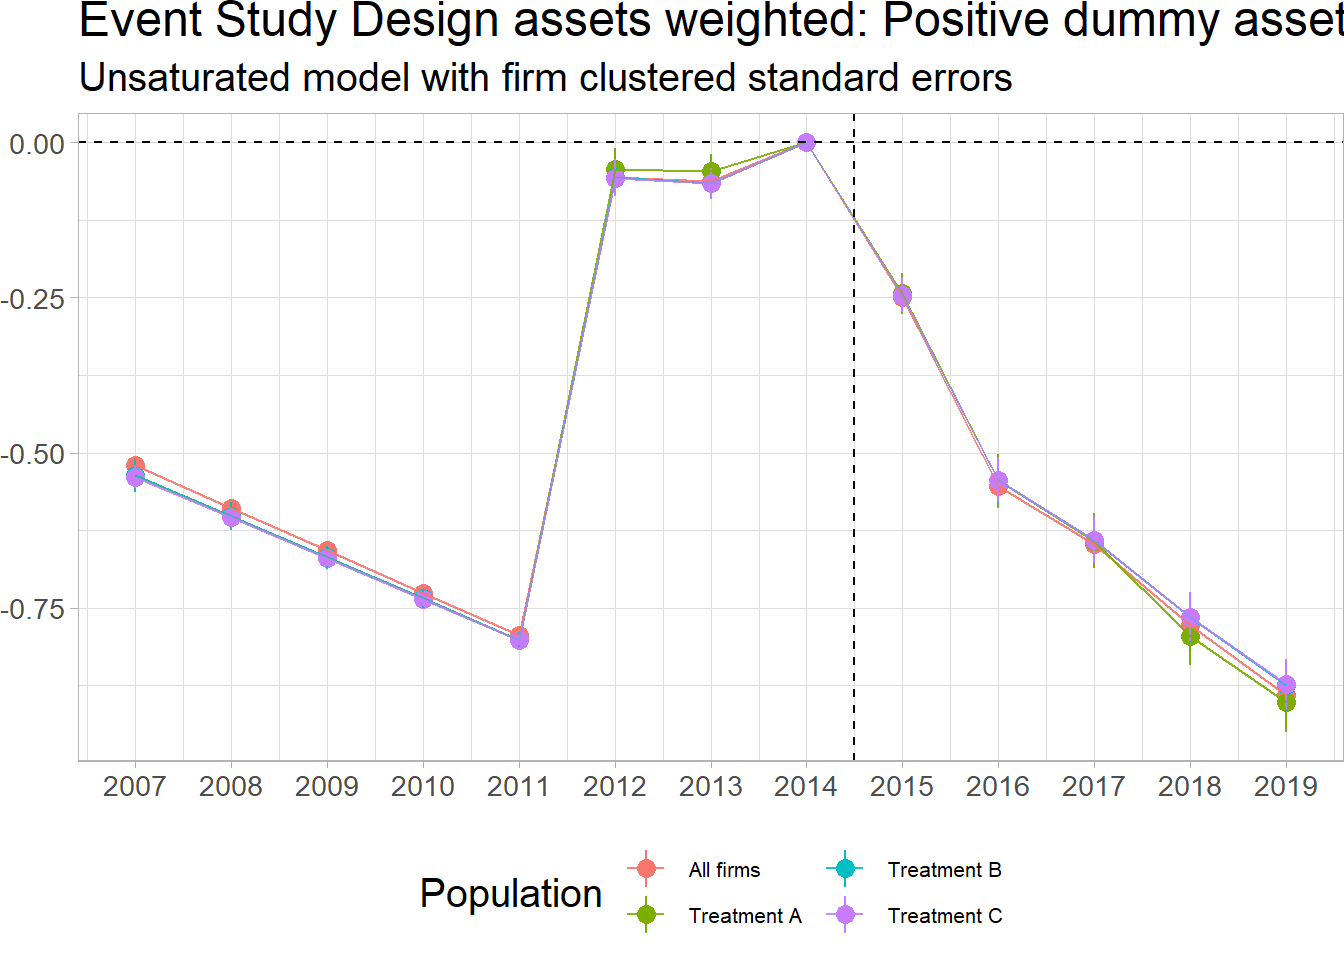 Event Study Design assets weighted: Positive dummy asset
Unsaturated model with firm clustered standard errors
0.00
-0.25
-0.50
-0.75
2007 2008 2009 2010 2011 2012 2013 2014 2015 2016 2017 2018 2019
Population
All firms
Treatment A
Treatment B
Treatment C